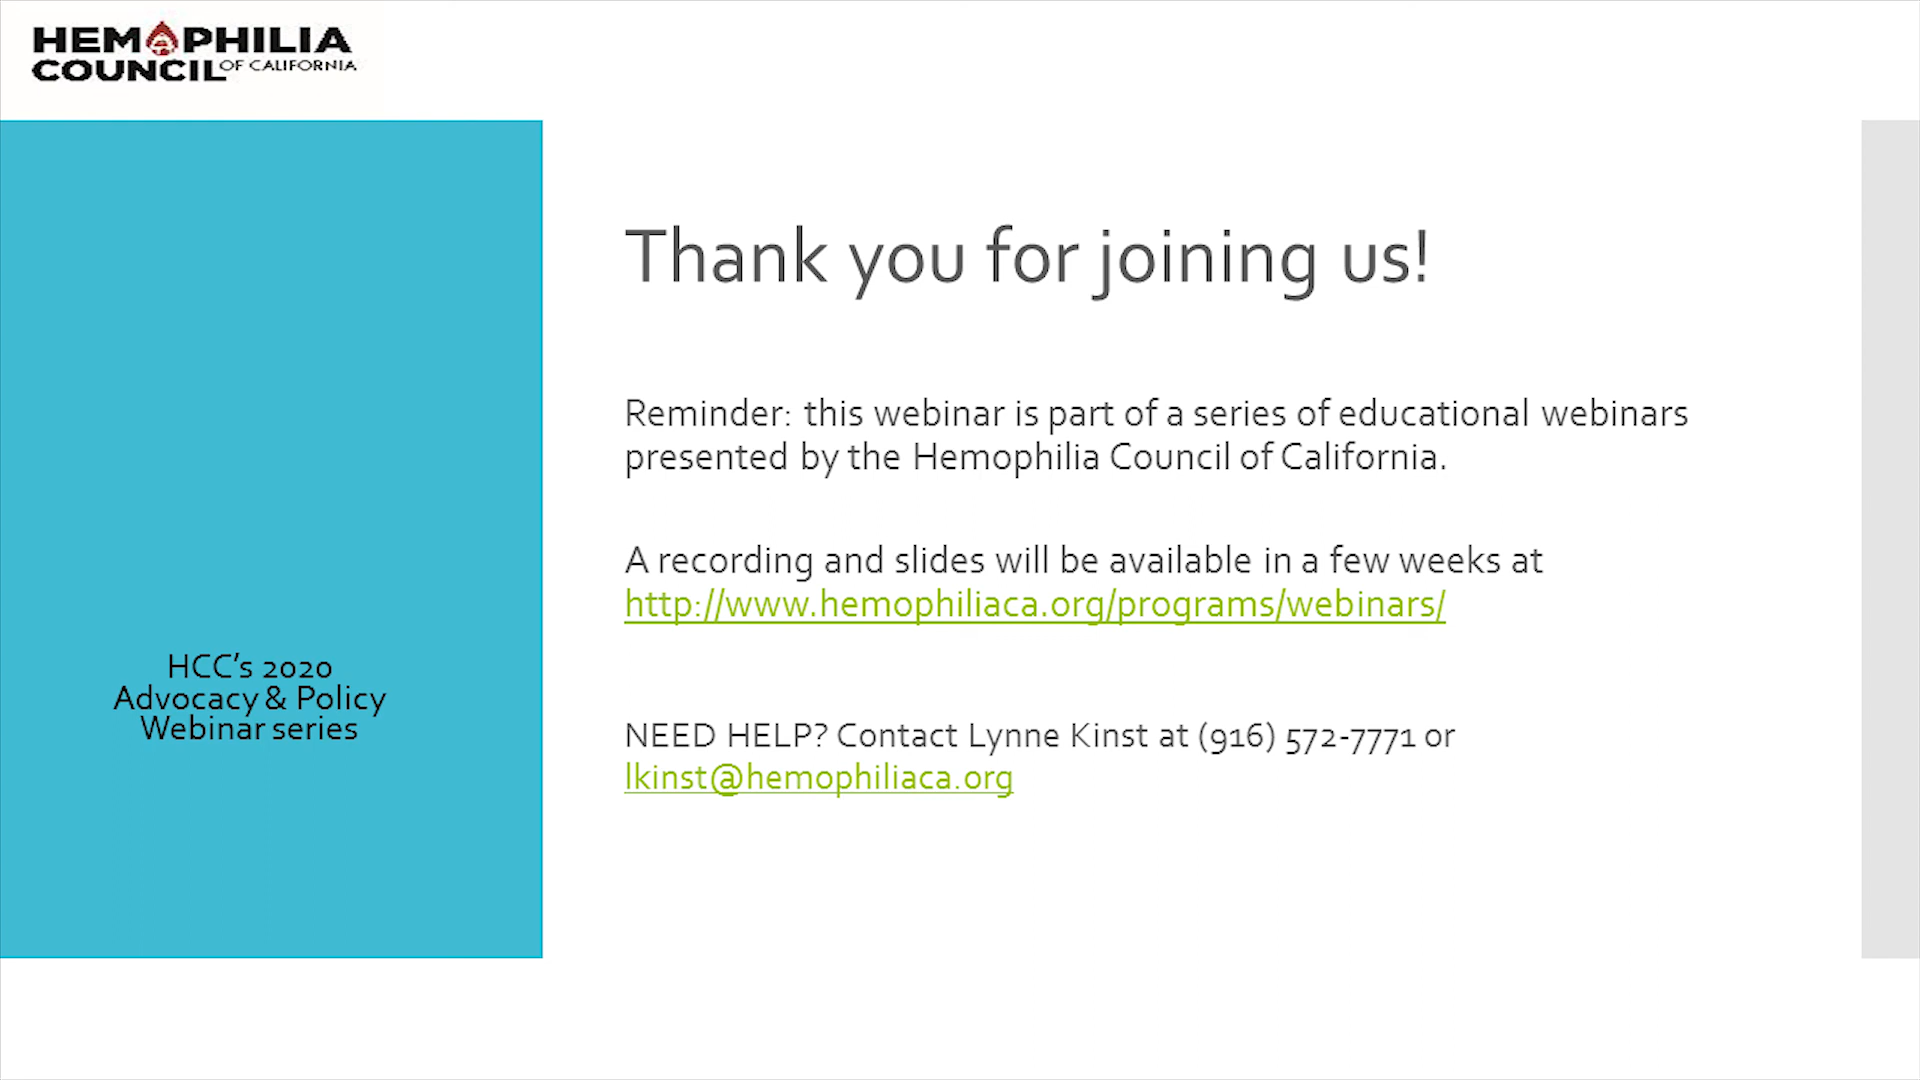 HEMOPHILIA
COUNCIL OF CALIFORNIA
Thank you for joining us!
Reminder: this webinar is part of a series of educational webinars
presented by the Hemophilia Council of California.
A recording and slides will be available in a few weeks at
http://www.hemophiliaca.org/programs/webinars/
HCC’s 2020
Advocacy & Policy
Webinar series
NEED HELP? Contact Lynne Kinst at (916) 572-7771 or
lkinst@hemophiliaca.org